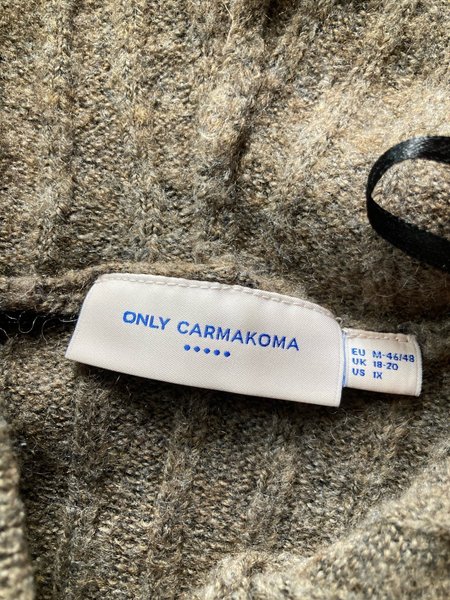 ONLY CARMAKOMA
EU M-46/48
UK 18-20
US 1X